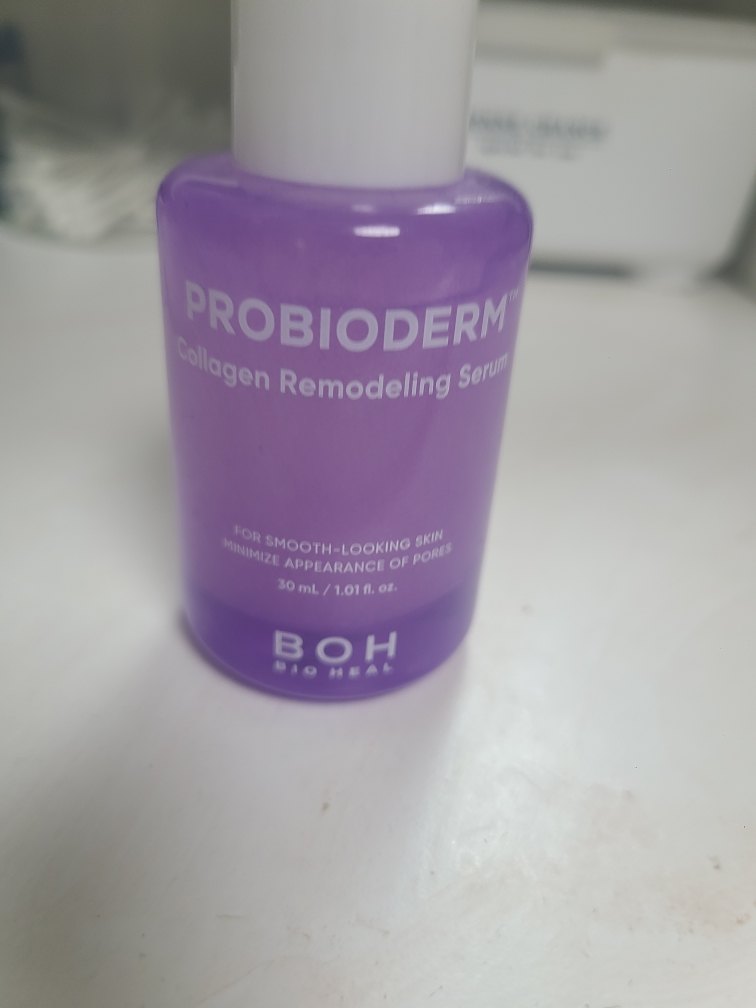 PROBIODERM™
Collagen Remodeling Serum
FOR SMOOTH-LOOKING SKIN
MINIMIZE APPEARANCE OF PORES
30 mL / 1.01 fl. oz.
BOH
BIO HEAL